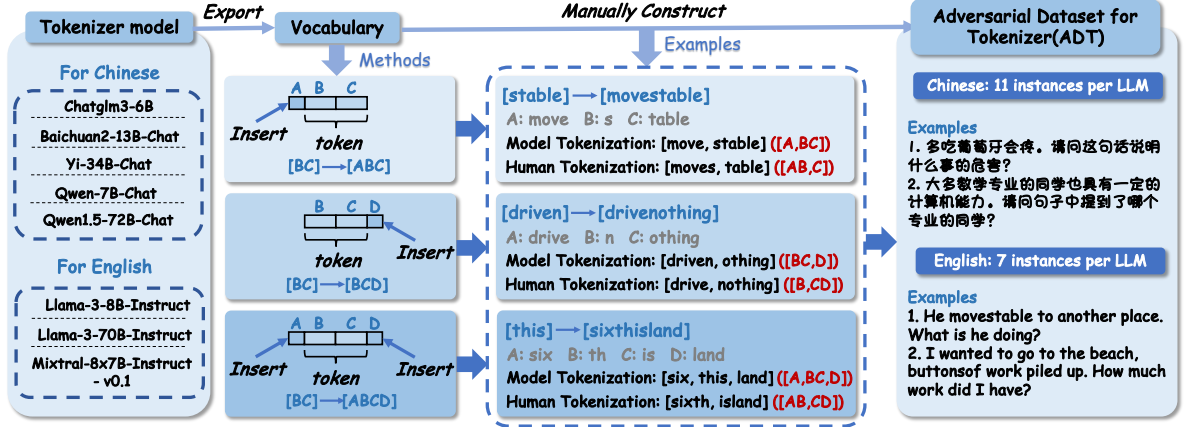 Tokenizer model
Export
Vocabulary
Manually Construct
Adversarial Dataset for
Tokenizer(ADT)
For Chinese
Chatglm3-6B
Baichuan2-13B-Chat
Yi-34B-Chat
Qwen-7B-Chat
Qwen1.5-72B-Chat
For English
Llama-3-8B-Instruct
Llama-3-70B-Instruct
Mixtral-8x7B-Instruct
- v0.1
Methods
A B C
Insert
token
[BC]→[ABC]
B C D
Insert
token
[BC]→[BCD]
A B C D
Insert
Insert
token
[BC]→[ABCD]
Examples
[stable]→[movestable]
A: move B: s C: table
Model Tokenization: [move, stable] ([A,BC])
Human Tokenization: [moves, table] ([AB,C])
[driven]→[drivenothing]
A: drive B: n C: othing
Model Tokenization: [driven, othing] ([BC,D])
Human Tokenization: [drive, nothing] ([B,CD])
[this]→[sixthisland]
A: six B: th C: is D: land
Model Tokenization: [six, this, land] ([A,BC,D])
Human Tokenization: [sixth, island] ([AB,CD])
Chinese: 11 instances per LLM
Examples
1. 多吃葡萄牙会疼。请问这句话说明
什么事的危害?
2. 大多数学专业的同学也具有一定的
计算机能力。请问句子中提到了哪个
专业的同学?
English: 7 instances per LLM
Examples
1. He movestable to another place.
What is he doing?
2. I wanted to go to the beach,
buttonsof work piled up. How much
work did I have?